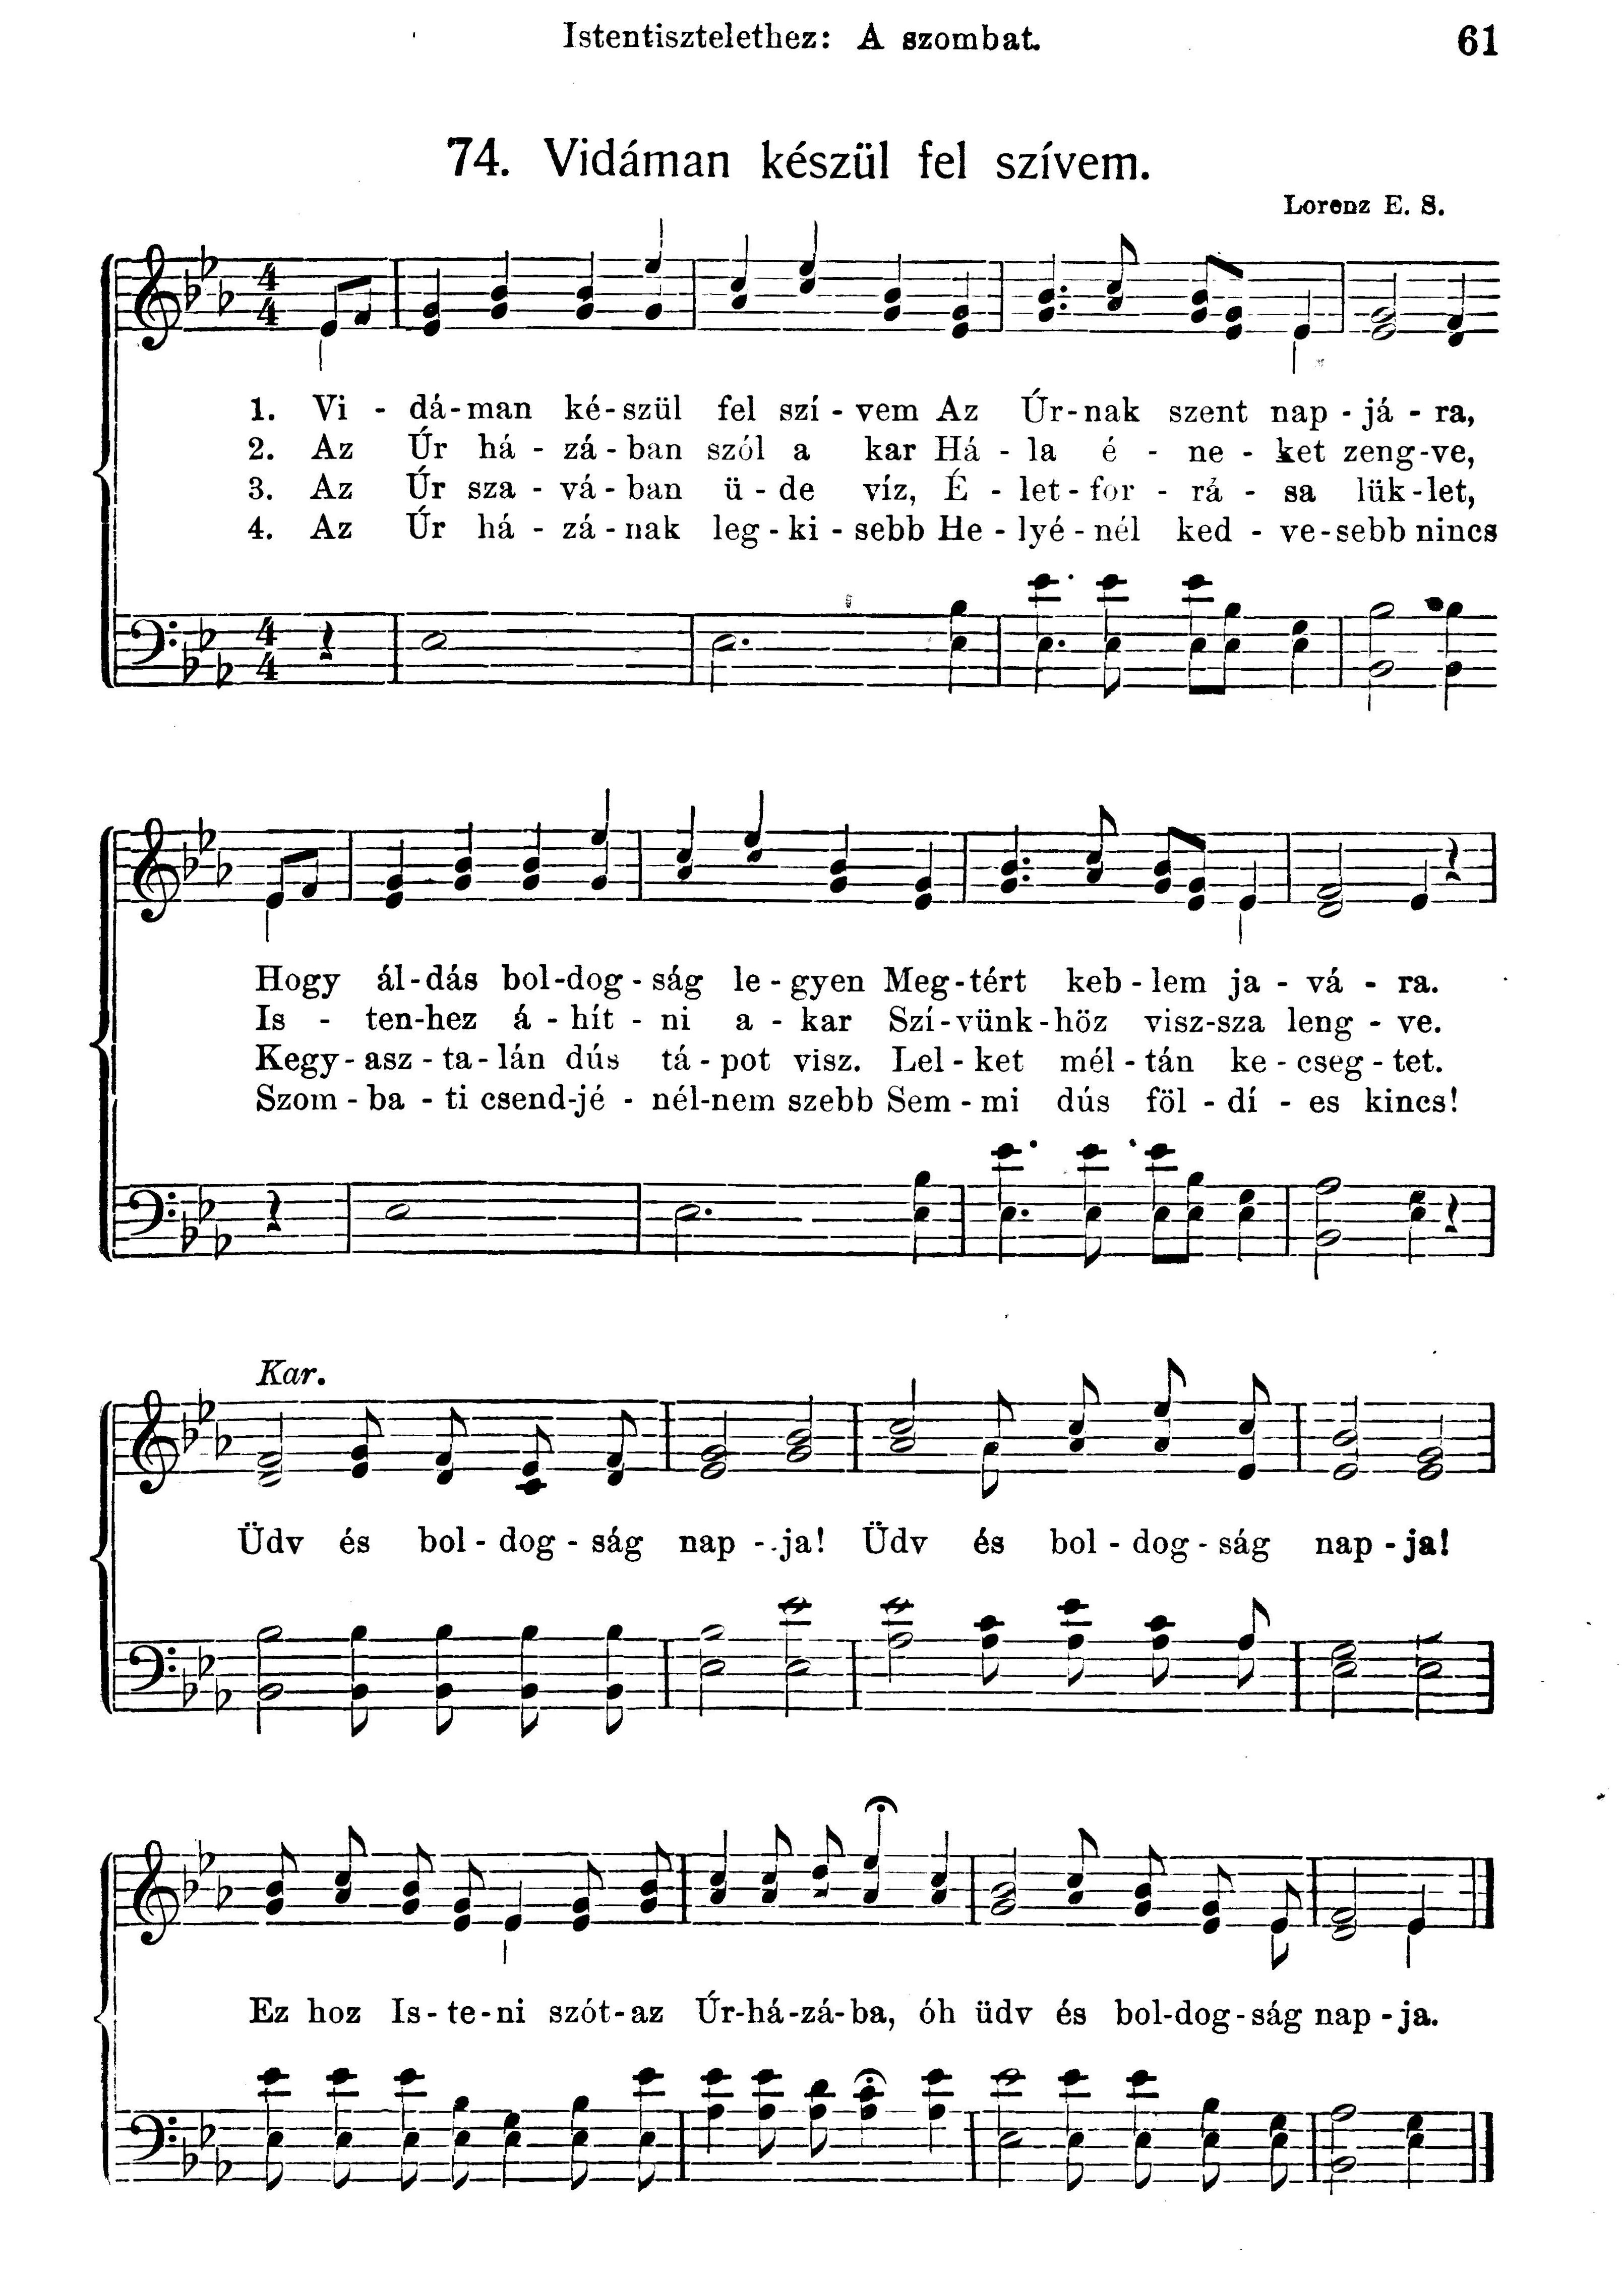 Istentisztelethez: A szombat.
61
74. Vidáman készül fel szívem.
Lorenz E. S.
4
4
1. Vi - dá-man ké-szül fel szí-vem Az Úr-nak szent nap-já-ra,
2. Az Úr há - zá-ban szól a kar Há - la é - ne - ket zeng-ve,
3. Az Úr sza - vá-ban ü-de víz, É - let-for - rá - sa lük-let,
4. Az Úr há - zá-nak leg-ki-sebb He-lyé-nél ked - ve-sebb nincs
4
4
Hogy ál-dás bol-dog-ság le-gyen Meg-tért keb-lem ja - vá - ra.
Is - ten-hez á-hít - ni a-kar Szí-vünk-höz visz-sza leng - ve.
Kegy-asz-ta-lán dús tá-pot visz. Lel-ket mél-tán ke-cseg-tet.
Szom-ba-ti csend-jé-nél-nem szebb Sem-mi dús föl - dí - es kincs!
Kar.
Üdv és bol-dog-ság nap - ja! Üdv és bol-dog-ság nap-ja!
Ez hoz Is-te-ni szót-az Úr-há-zá-ba, óh üdv és bol-dog-ság nap-ja.